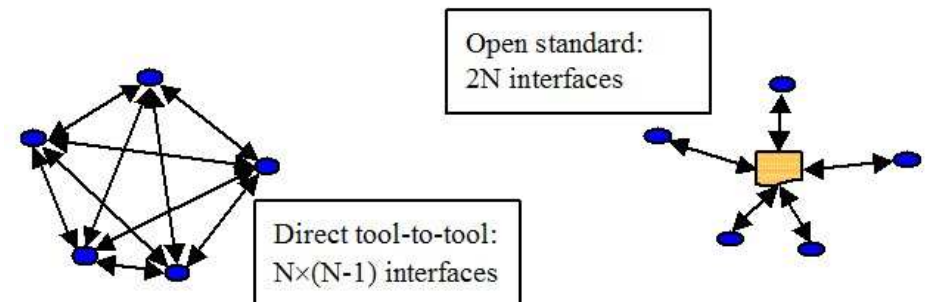 Open standard:
2N interfaces
Direct tool-to-tool:
N×(N-1) interfaces